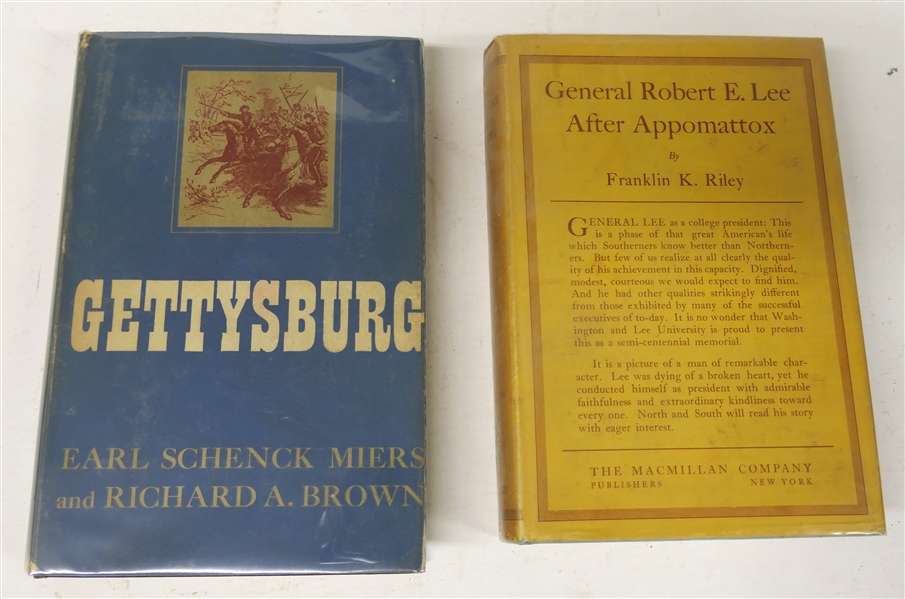 GETTYSBURG
EARL SCHENCK MIERS
and RICHARD A. BROWN
General Robert E. Lee
After Appomattox
By
Franklin K. Riley
GENERAL LEE as a college president: This
is a phase of that great American's life
which Southerners know better than Northern-
ers. But few of us realize at all clearly the qual-
ity of his achievement in this capacity. Dignified,
modest, courteous we would expect to find him.
And he had other qualities strikingly different
from those exhibited by many of the successful
executives of to-day. It is no wonder that Wash-
ington and Lee University is proud to present
this as a semi-centennial memorial.
It is a picture of a man of remarkable char-
acter. Lee was dying of a broken heart, yet he
conducted himself as president with admirable
faithfulness and extraordinary kindliness toward
every one. North and South will read his story
with eager interest.
THE MACMILLAN COMPANY
PUBLISHERS NEW YORK